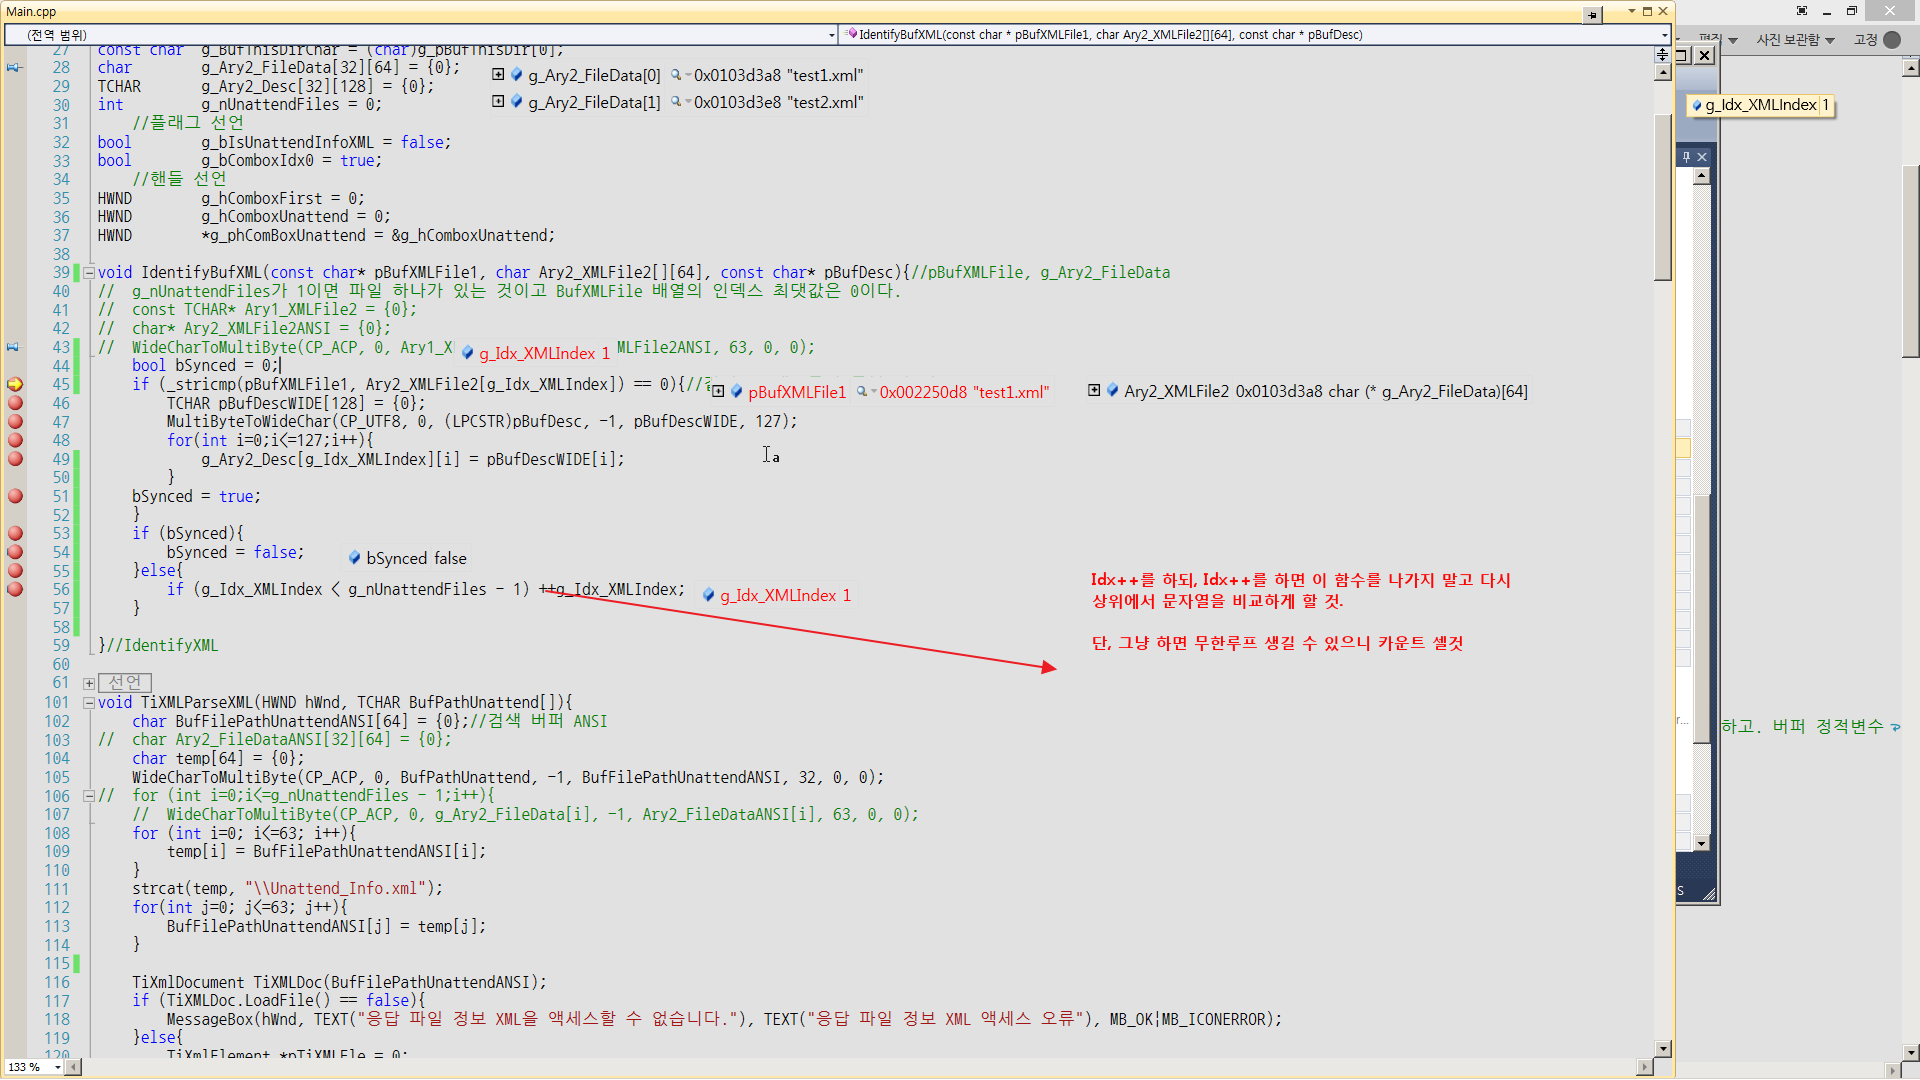 Main.cpp
(전역 범위)
IdentifyBufXML(const char * pBufXMLFile1, char Ary2_XMLFile2[][64], const char * pBufDesc)
27 const char  g_BufThisDirChar = (char)g_pBufThisDir[0];
28 char g_Ary2_FileData[32][64] = {0};
g_Ary2_FileData[0] 0x0103d3a8 "test1.xml"
29 TCHAR g_Ary2_Desc[32][128] = {0};
g_Ary2_FileData[1] 0x0103d3e8 "test2.xml"
30 int g_nUnattendFiles = 0;
31 //플래그 선언
32 bool g_bIsUnattendInfoXML = false;
33 bool g_bComboxIdx0 = true;
34 //핸들 선언
35 HWND g_hComboxFirst = 0;
36 HWND g_hComboxUnattend = 0;
37 HWND *g_phComBoxUnattend = &g_hComboxUnattend;
38
39 void IdentifyBufXML(const char* pBufXMLFile1, char Ary2_XMLFile2[][64], const char* pBufDesc){//pBufXMLFile, g_Ary2_FileData
40 // g_nUnattendFiles가 1이면 파일 하나가 있는 것이고 BufXMLFile 배열의 인덱스 최댓값은 0이다.
41 // const TCHAR* Ary1_XMLFile2 = {0};
42 // char* Ary2_XMLFile2ANSI = {0};
43 // WideCharToMultiByte(CP_ACP, 0, Ary1_X g_Idx_XMLIndex 1 MLFile2ANSI, 63, 0, 0);
44 bool bSynced = 0;
45 if (_stricmp(pBufXMLFile1, Ary2_XMLFile2[g_Idx_XMLIndex]) == 0){//
pBufXMLFile1 0x002250d8 "test1.xml"
Ary2_XMLFile2 0x0103d3a8 char (* g_Ary2_FileData)[64]
46 TCHAR pBufDescWIDE[128] = {0};
47 MultiByteToWideChar(CP_UTF8, 0, (LPCSTR)pBufDesc, -1, pBufDescWIDE, 127);
48 for(int i=0;i<=127;i++){
49 g_Ary2_Desc[g_Idx_XMLIndex][i] = pBufDescWIDE[i];
50 }
51 bSynced = true;
52 }
53 if (bSynced){
54 bSynced = false;
bSynced false
55 }else{
56 if (g_Idx_XMLIndex < g_nUnattendFiles - 1) ++g_Idx_XMLIndex;
g_Idx_XMLIndex 1
57 }
58
59 }//IdentifyXML
60
61 선언
101 void TiXMLParseXML(HWND hWnd, TCHAR BufPathUnattend[]){
102 char BufFilePathUnattendANSI[64] = {0};//검색 버퍼 ANSI
103 // char Ary2_FileDataANSI[32][64] = {0};
104 char temp[64] = {0};
105 WideCharToMultiByte(CP_ACP, 0, BufPathUnattend, -1, BufFilePathUnattendANSI, 32, 0, 0);
106 // for (int i=0;i<=g_nUnattendFiles - 1;i++){
107 // WideCharToMultiByte(CP_ACP, 0, g_Ary2_FileData[i], -1, Ary2_FileDataANSI[i], 63, 0, 0);
108 for (int i=0; i<=63; i++){
109 temp[i] = BufFilePathUnattendANSI[i];
110 }
111 strcat(temp, "\\Unattend_Info.xml");
112 for(int j=0; j<=63; j++){
113 BufFilePathUnattendANSI[j] = temp[j];
114 }
115
116 TiXmlDocument TiXMLDoc(BufFilePathUnattendANSI);
117 if (TiXMLDoc.LoadFile() == false){
118 MessageBox(hWnd, TEXT("응답 파일 정보 XML을 액세스할 수 없습니다."), TEXT("응답 파일 정보 XML 액세스 오류"), MB_OK|MB_ICONERROR);
119 }else{
120 TiXmlElement *pTiXMLEle = 0;
133 %
Idx++를 하되, Idx++를 하면 이 함수를 나가지 말고 다시
상위에서 문자열을 비교하게 할 것.
단, 그냥 하면 무한루프 생길 수 있으니 카운트 셀것
편집 사진 보관함 고정
g_Idx_XMLIndex 1
r...
하고. 버퍼 정적변수
S